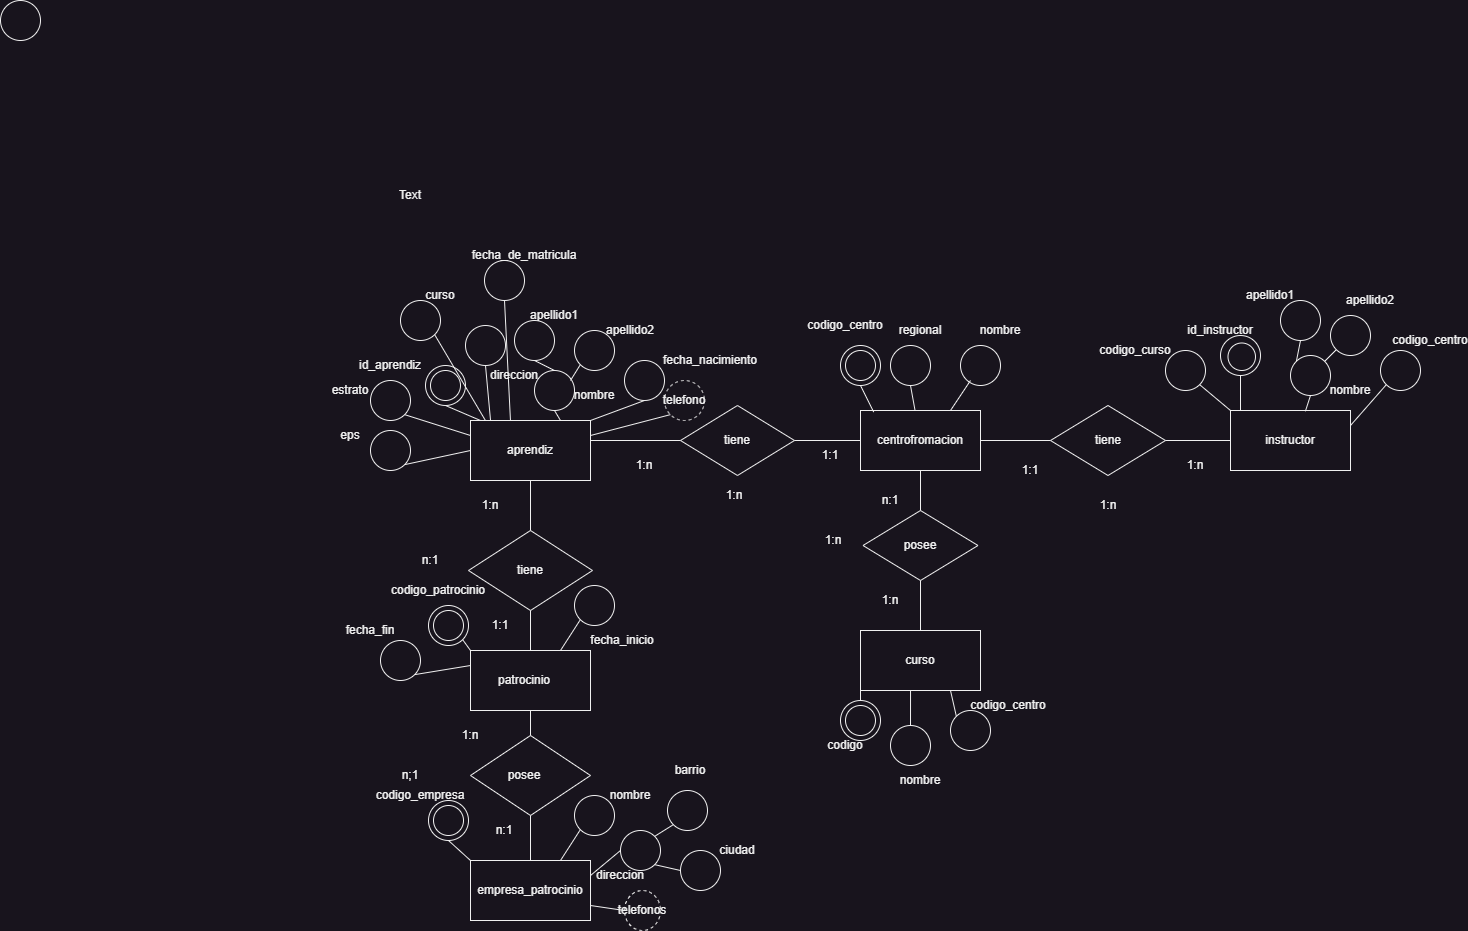 Text
fecha_de_matricula
curso
apellido1
apellido2
id_aprendiz
direccion
fecha_nacimiento
estrato
nombre
telefono
eps
aprendiz
1:n
tiene
1:n
1:1
codigo_centro
regional
nombre
centrofromacion
1:1
tiene
1:n
1:n
apellido1
apellido2
id_instructor
codigo_centro
codigo_curso
nombre
instructor
n:1
1:n
posee
1:n
curso
codigo_centro
codigo
nombre
1:n
n:1
tiene
codigo_patrocinio
1:1
fecha_fin
fecha_inicio
patrocinio
1:n
n;1
posee
codigo_empresa
nombre
barrio
n:1
ciudad
direccion
empresa_patrocinio
telefonos